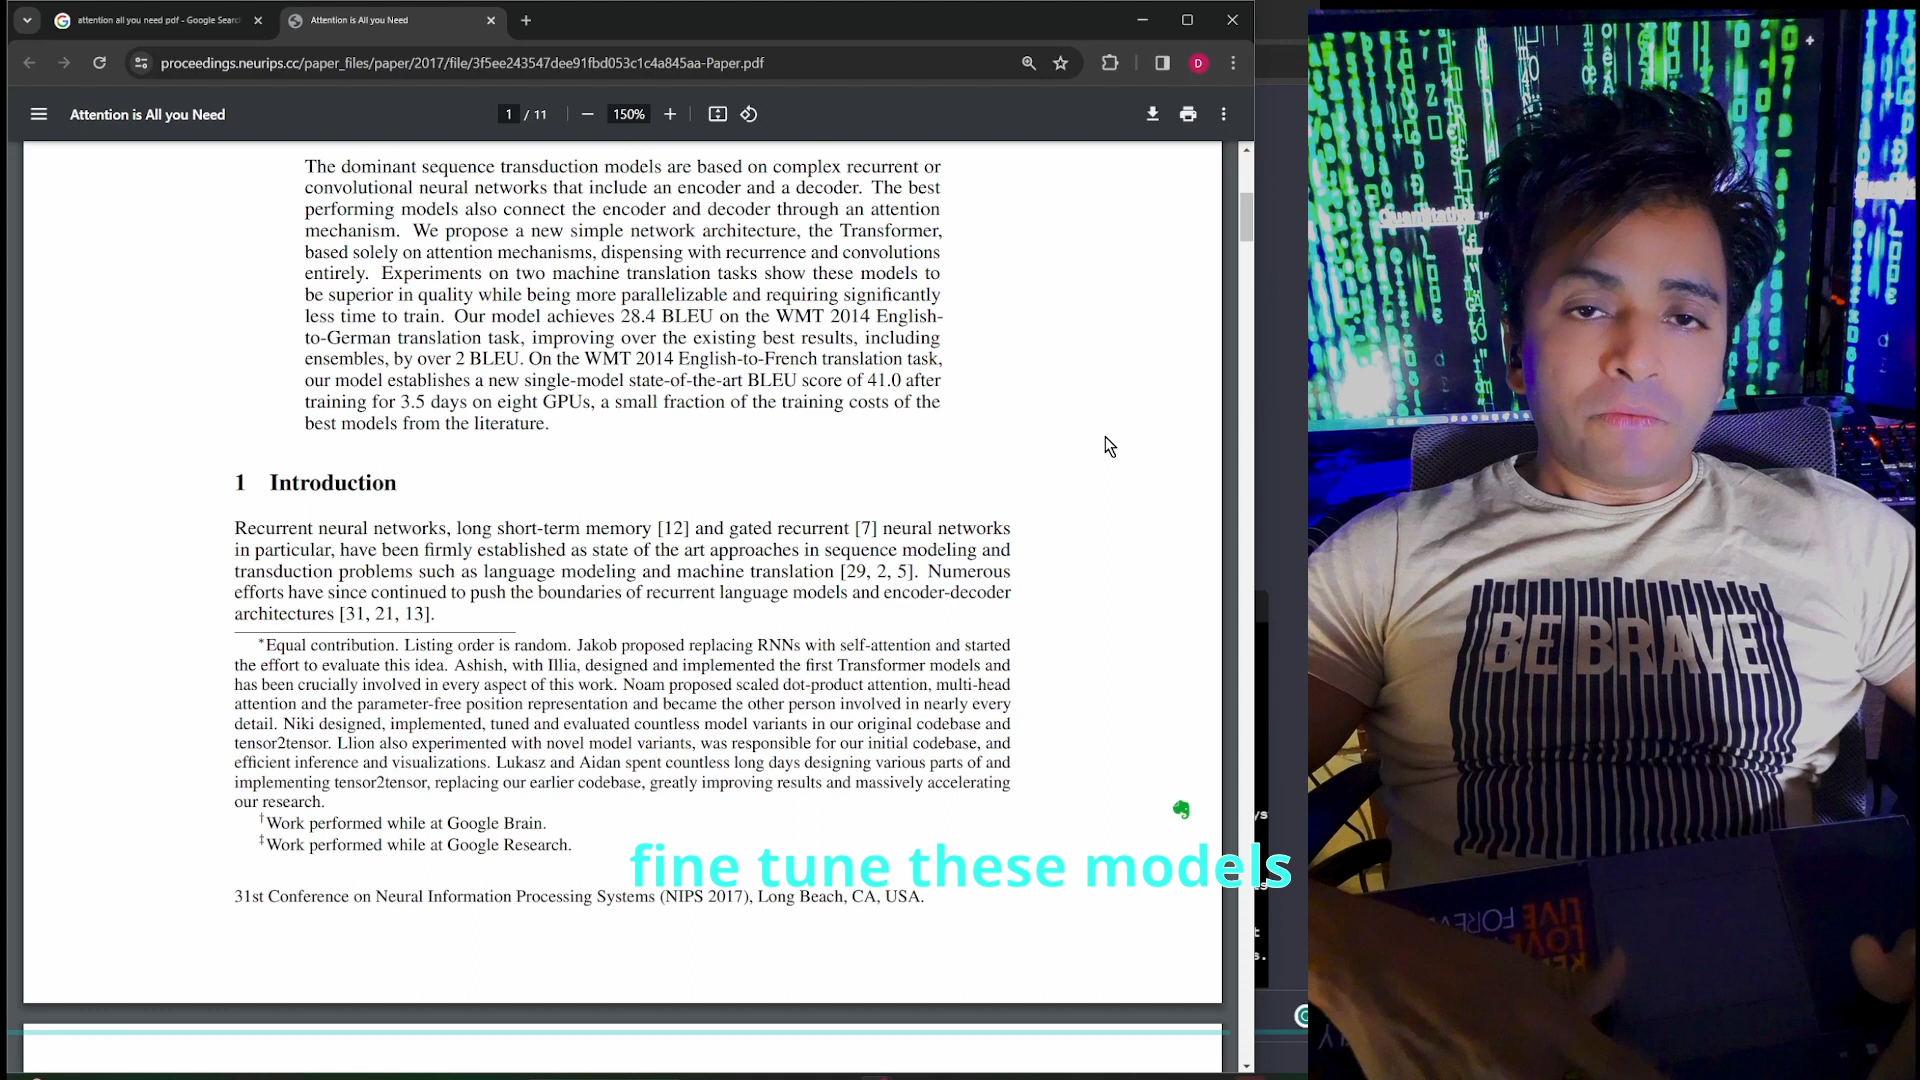 attention all you need pdf - Google Searc
Attention is All you Need
proceedings.neurips.cc/paper_files/paper/2017/file/3f5ee243547dee91fbd053c1c4a845aa-Paper.pdf
D
Attention is All you Need
1 / 11
150%
The dominant sequence transduction models are based on complex recurrent or
convolutional neural networks that include an encoder and a decoder. The best
performing models also connect the encoder and decoder through an attention
mechanism. We propose a new simple network architecture, the Transformer,
based solely on attention mechanisms, dispensing with recurrence and convolutions
entirely. Experiments on two machine translation tasks show these models to
be superior in quality while being more parallelizable and requiring significantly
less time to train. Our model achieves 28.4 BLEU on the WMT 2014 English-
to-German translation task, improving over the existing best results, including
ensembles, by over 2 BLEU. On the WMT 2014 English-to-French translation task,
our model establishes a new single-model state-of-the-art BLEU score of 41.0 after
training for 3.5 days on eight GPUs, a small fraction of the training costs of the
best models from the literature.
1 Introduction
Recurrent neural networks, long short-term memory [12] and gated recurrent [7] neural networks
in particular, have been firmly established as state of the art approaches in sequence modeling and
transduction problems such as language modeling and machine translation [29, 2, 5]. Numerous
efforts have since continued to push the boundaries of recurrent language models and encoder-decoder
architectures [31, 21, 13].
*Equal contribution. Listing order is random. Jakob proposed replacing RNNs with self-attention and started
the effort to evaluate this idea. Ashish, with Illia, designed and implemented the first Transformer models and
has been crucially involved in every aspect of this work. Noam proposed scaled dot-product attention, multi-head
attention and the parameter-free position representation and became the other person involved in nearly every
detail. Niki designed, implemented, tuned and evaluated countless model variants in our original codebase and
tensor2tensor. Llion also experimented with novel model variants, was responsible for our initial codebase, and
efficient inference and visualizations. Lukasz and Aidan spent countless long days designing various parts of and
implementing tensor2tensor, replacing our earlier codebase, greatly improving results and massively accelerating
our research.
†Work performed while at Google Brain.
‡Work performed while at Google Research.
fine tune these models
31st Conference on Neural Information Processing Systems (NIPS 2017), Long Beach, CA, USA.
BE BRAVE
LIVE
FOREVE